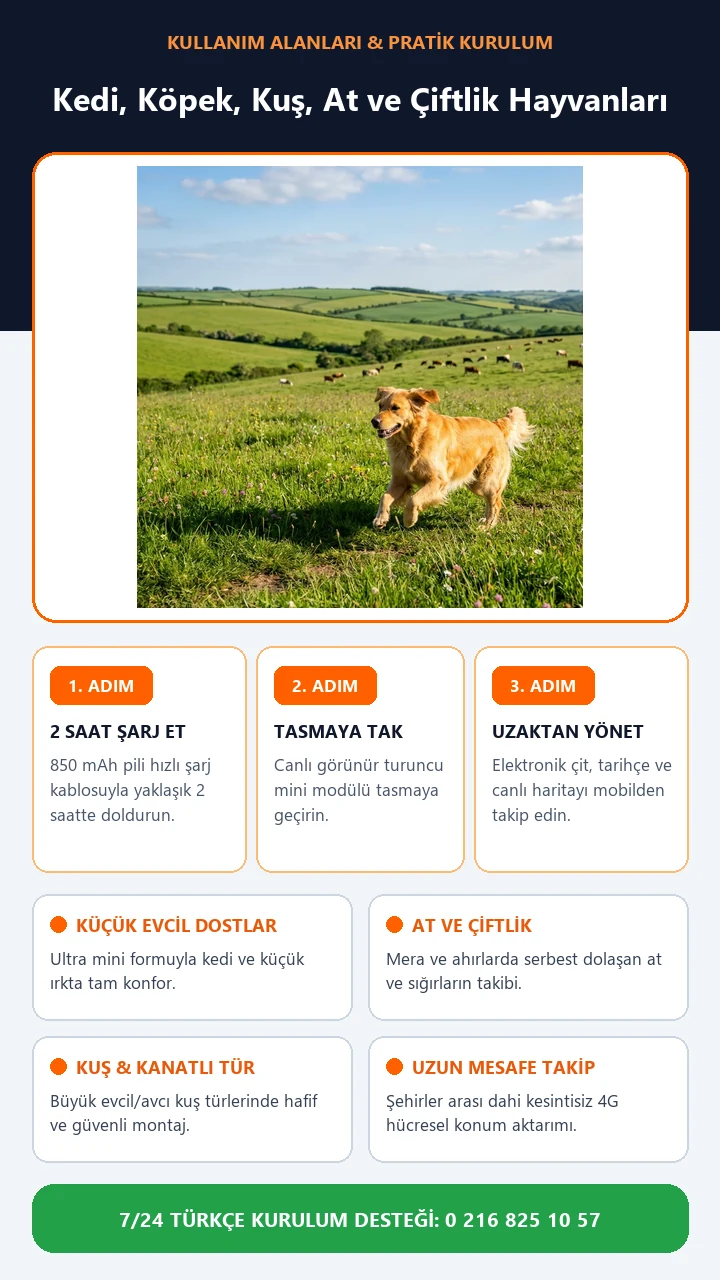 KULLANIM ALANLARI & PRATİK KURULUM
Kedi, Köpek, Kuş, At ve Çiftlik Hayvanları
1. ADIM
2 SAAT ŞARJ ET
850 mAh pili hızlı şarj
kablosuyla yaklaşık 2
saatte doldurun.
2. ADIM
TASMAYA TAK
Canlı görünür turuncu
mini modülü tasmaya
geçirin.
3. ADIM
UZAKTAN YÖNET
Elektronik çit, tarihçe ve
canlı haritayı mobilden
takip edin.
KÜÇÜK EVCİL DOSTLAR
Ultra mini formuyla kedi ve küçük
ırkta tam konfor.
AT VE ÇİFTLİK
Mera ve ahırlarda serbest dolaşan at
ve sığırların takibi.
KUŞ & KANATLI TÜR
Büyük evcil/avcı kuş türlerinde hafif
ve güvenli montaj.
UZUN MESAFE TAKİP
Şehirler arası dahi kesintisiz 4G
hücresel konum aktarımı.
7/24 TÜRKÇE KURULUM DESTEĞİ: 0 216 825 10 57